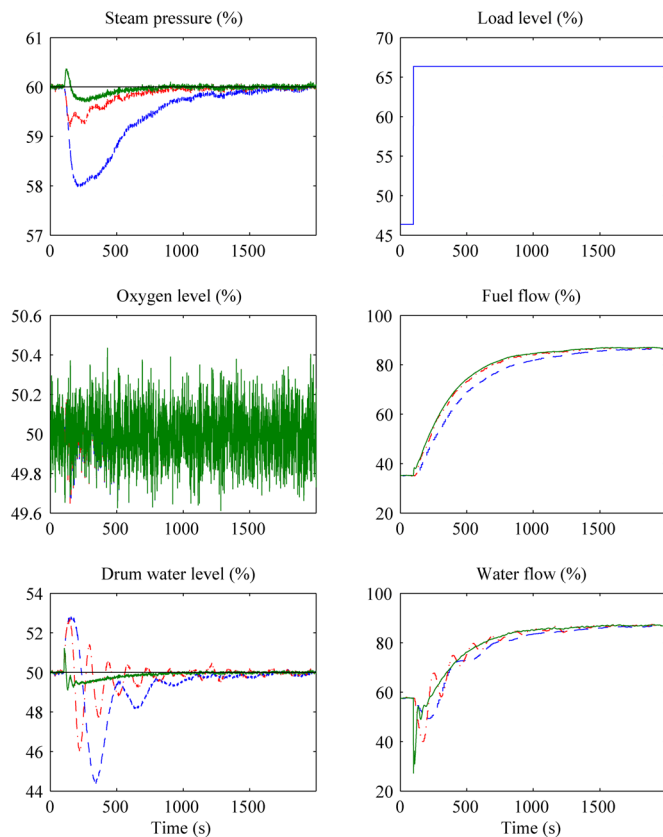 Steam pressure (%)
61
60
59
58
57
0 500 1000 1500
Load level (%)
70
65
60
55
50
45
0 500 1000 1500
Oxygen level (%)
50.6
50.4
50.2
50
49.8
49.6
0 500 1000 1500
Fuel flow (%)
100
80
60
40
20
0 500 1000 1500
Drum water level (%)
54
52
50
48
46
44
0 500 1000 1500
Time (s)
Water flow (%)
100
80
60
40
20
0 500 1000 1500
Time (s)